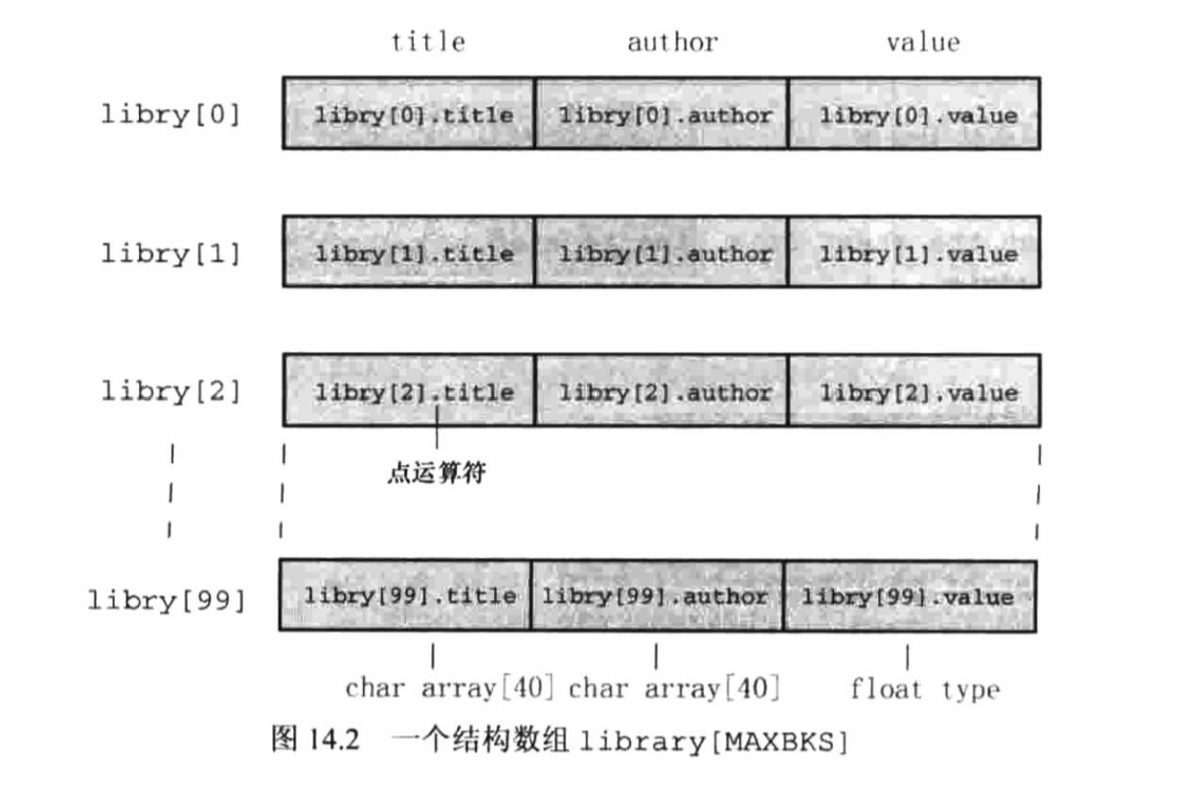 title author value
libry[0] libry[0].title libry[0].author libry[0].value
libry[1] libry[1].title libry[1].author libry[1].value
libry[2] libry[2].title libry[2].author libry[2].value
点运算符
libry[99] libry[99].title libry[99].author libry[99].value
char array[40] char array[40] float type
图 14.2 一个结构数组 library[MAXBKS]